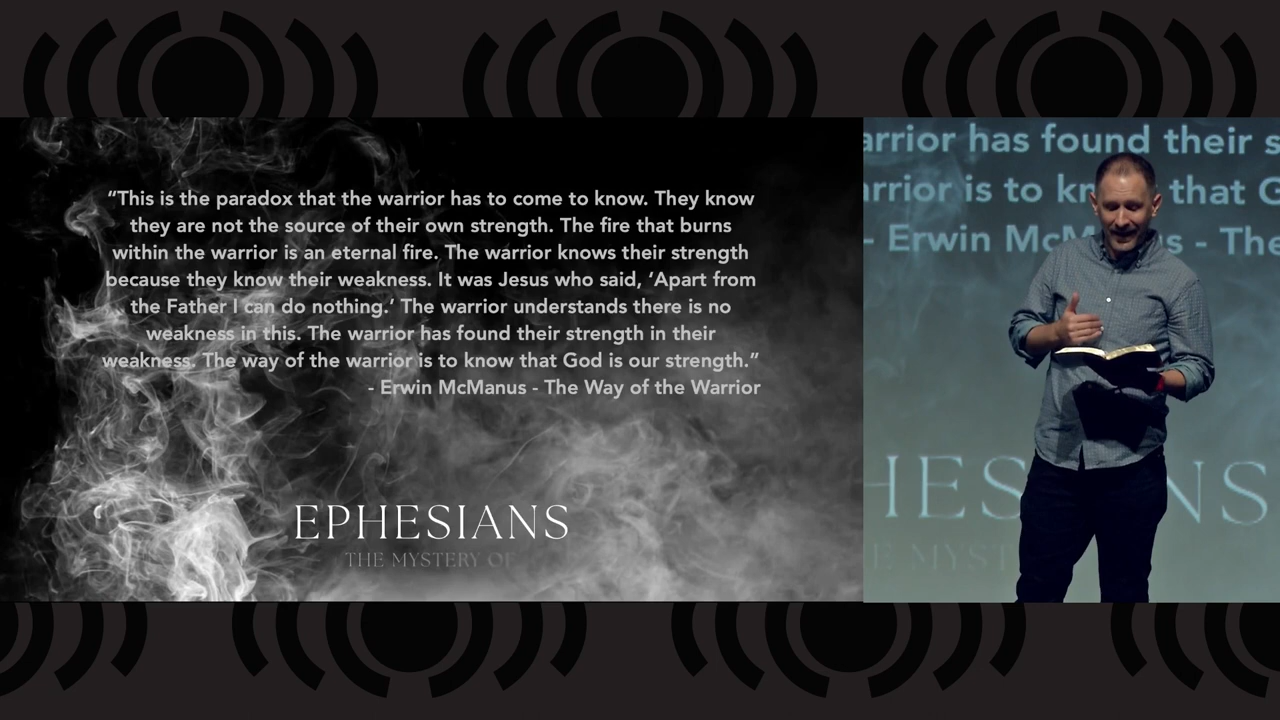 “This is the paradox that the warrior has to come to know. They know
they are not the source of their own strength. The fire that burns
within the warrior is an eternal fire. The warrior knows their strength
because they know their weakness. It was Jesus who said, ‘Apart from
the Father I can do nothing.’ The warrior understands there is no
weakness in this. The warrior has found their strength in their
weakness. The way of the warrior is to know that God is our strength.”
- Erwin McManus - The Way of the Warrior
EPHESIANS
THE MYSTERY OF
arrior has found their s
arrior is to kn that G
- Erwin McM s - The
HES NS
E MYST